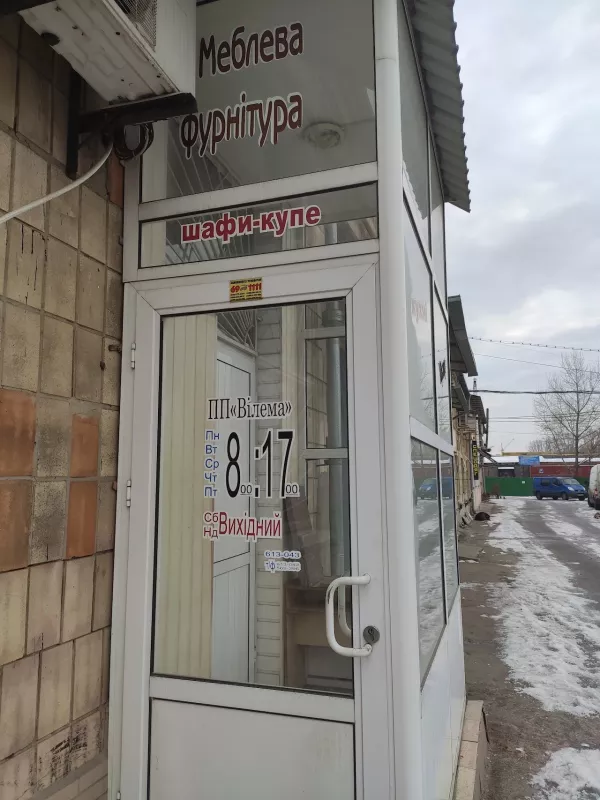 Меблева
фурнітура
шафи-купе
ПП«Вілема»
Пн
Вт
Ср
Чт
Пт
8 00 : 17 00
Сб
Нд
Вихідний
613-043